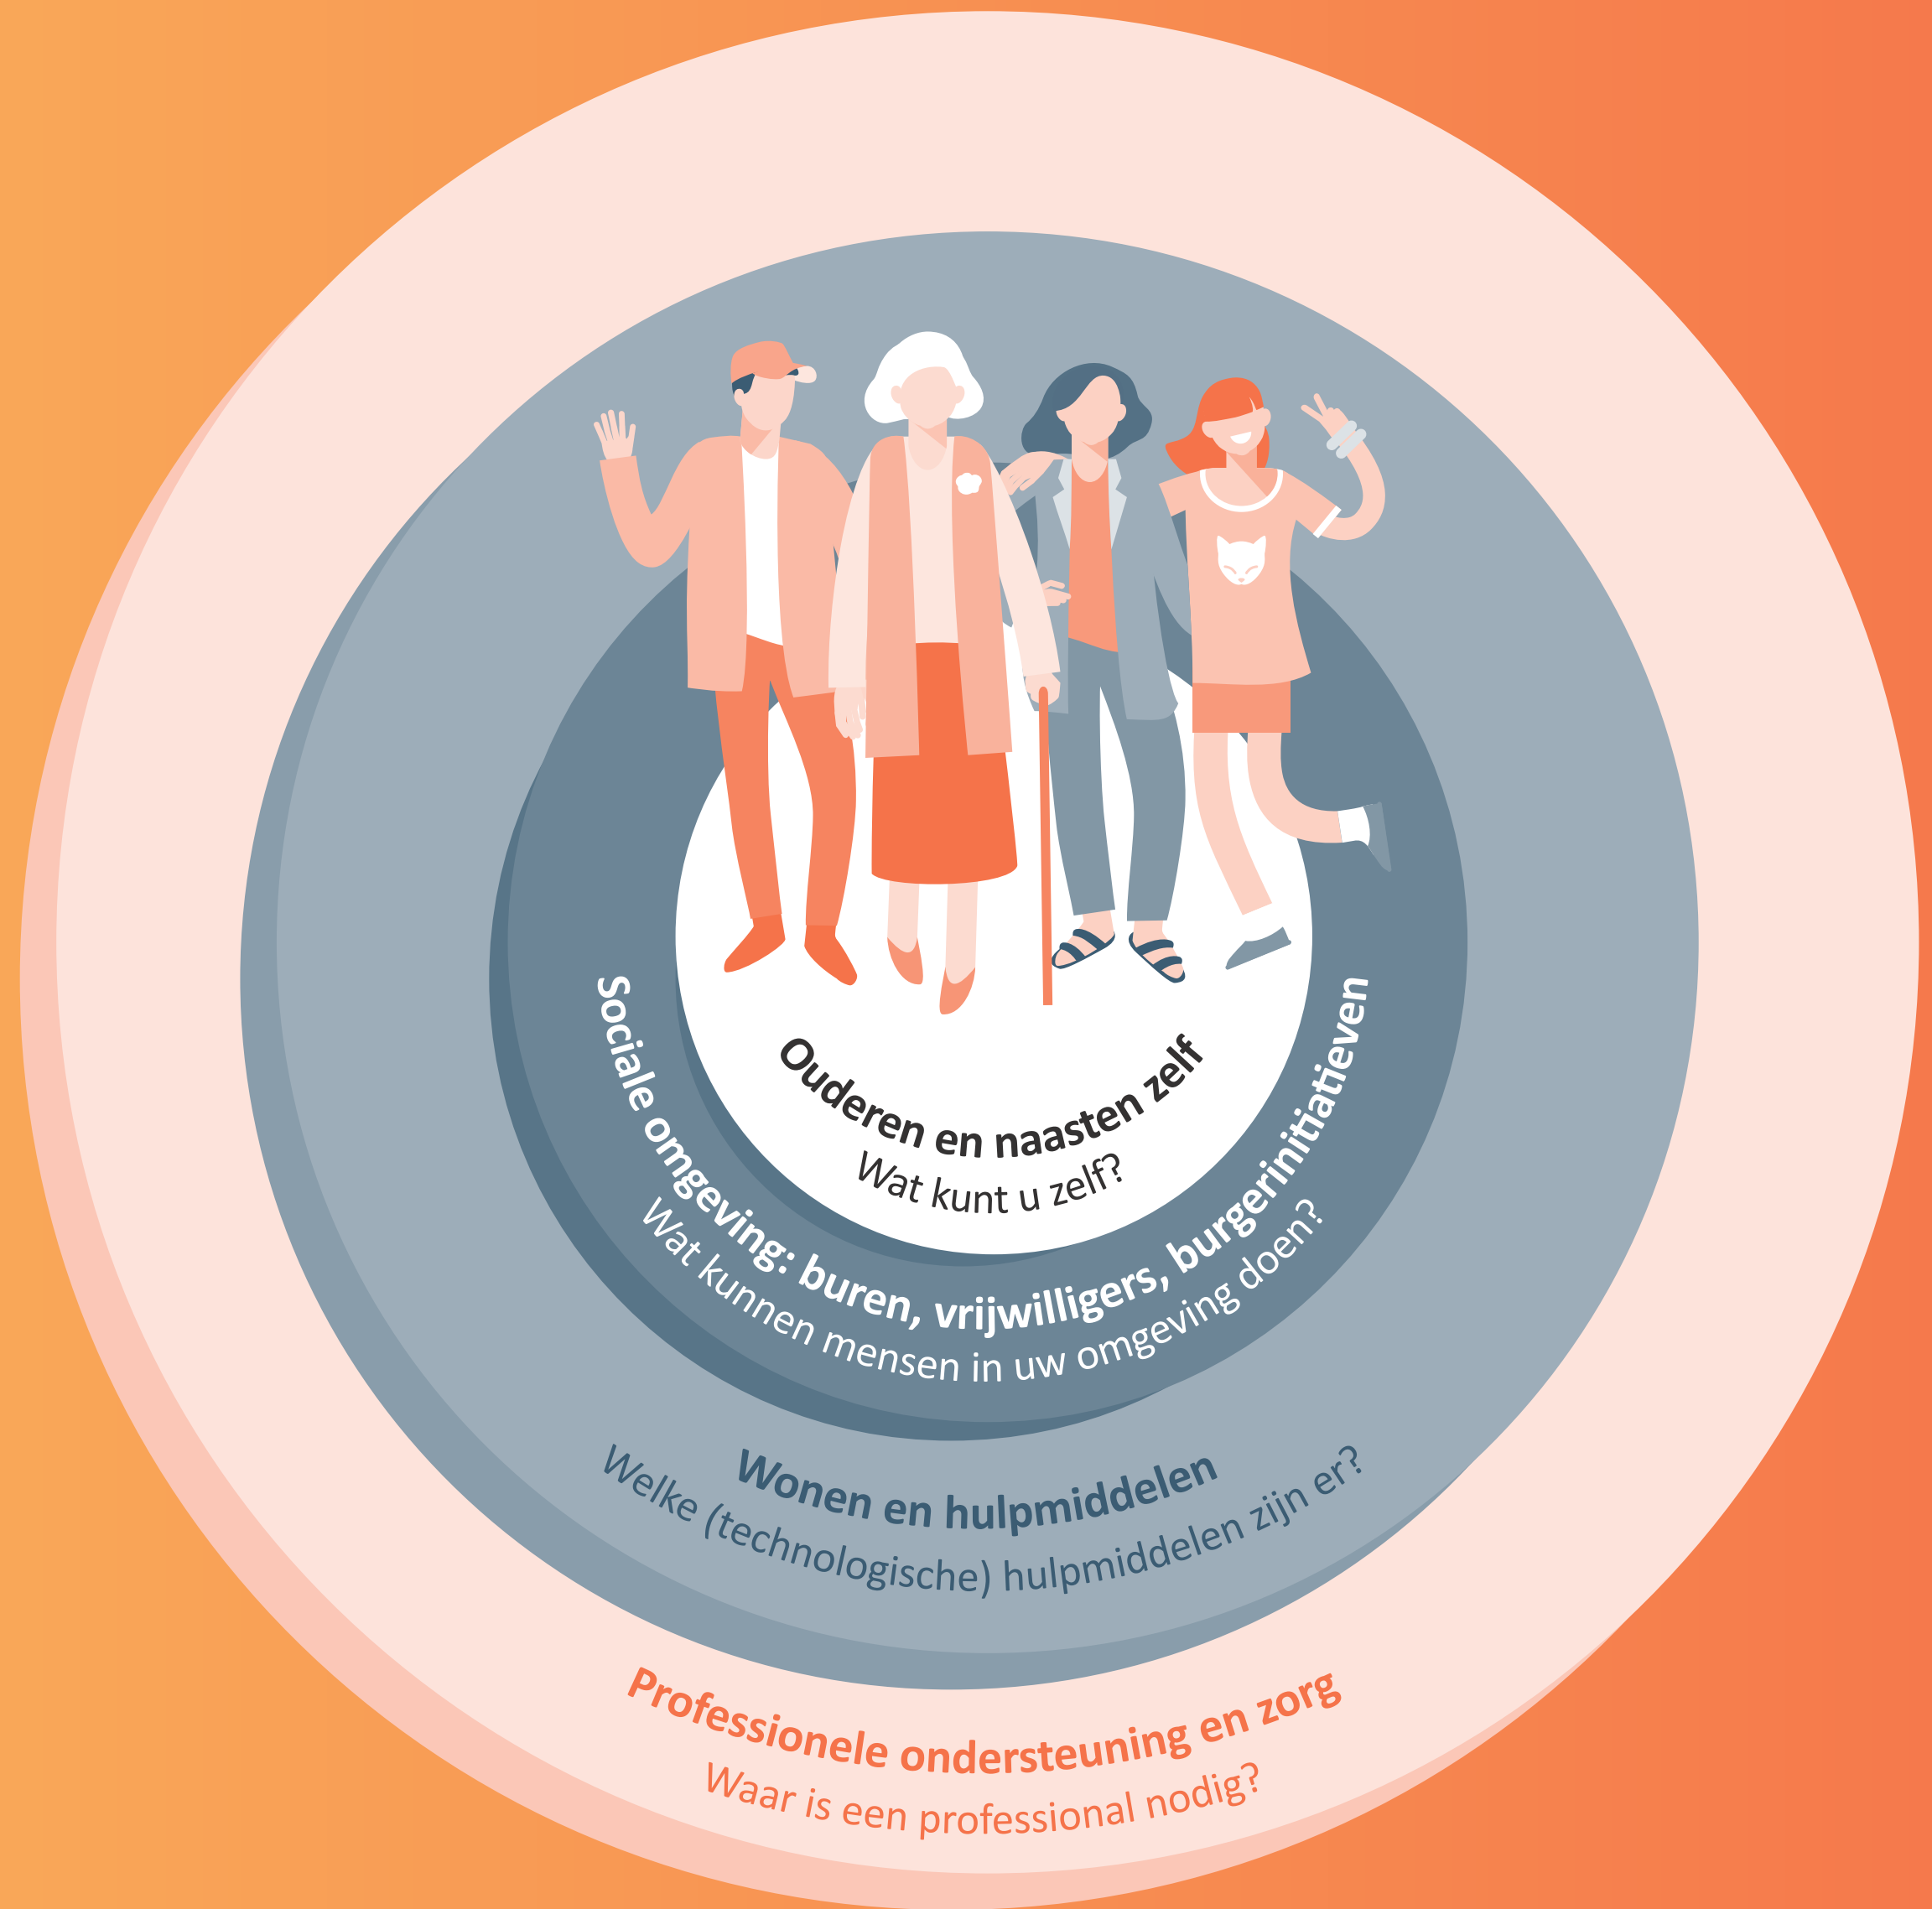 Ouderen en naasten zelf
Wat kunt u zelf?
Sociale omgeving: buren, vrijwilligers, burgerinitiatieven
Wat kunnen mensen in uw omgeving doen?
Wonen en hulpmiddelen
Welke (technologische) hulpmiddelen zijn er?
Professionele ondersteuning en zorg
Waar is een professional nodig?